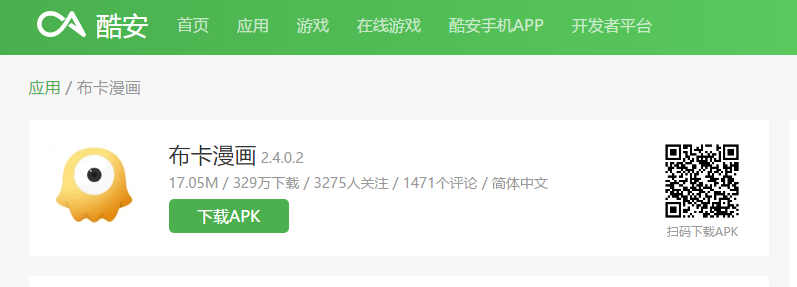 酷安 首页 应用 游戏 在线游戏 酷安手机APP 开发者平台
应用 / 布卡漫画
布卡漫画 2.4.0.2
17.05M / 329万下载 / 3275人关注 / 1471个评论 / 简体中文
下载APK
扫码下载APK